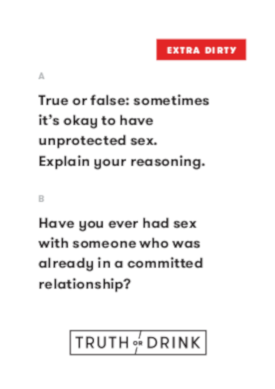 EXTRA DIRTY
A
True or false: sometimes
it's okay to have
unprotected sex.
Explain your reasoning.
B
Have you ever had sex
with someone who was
already in a committed
relationship?
TRUTH OR DRINK